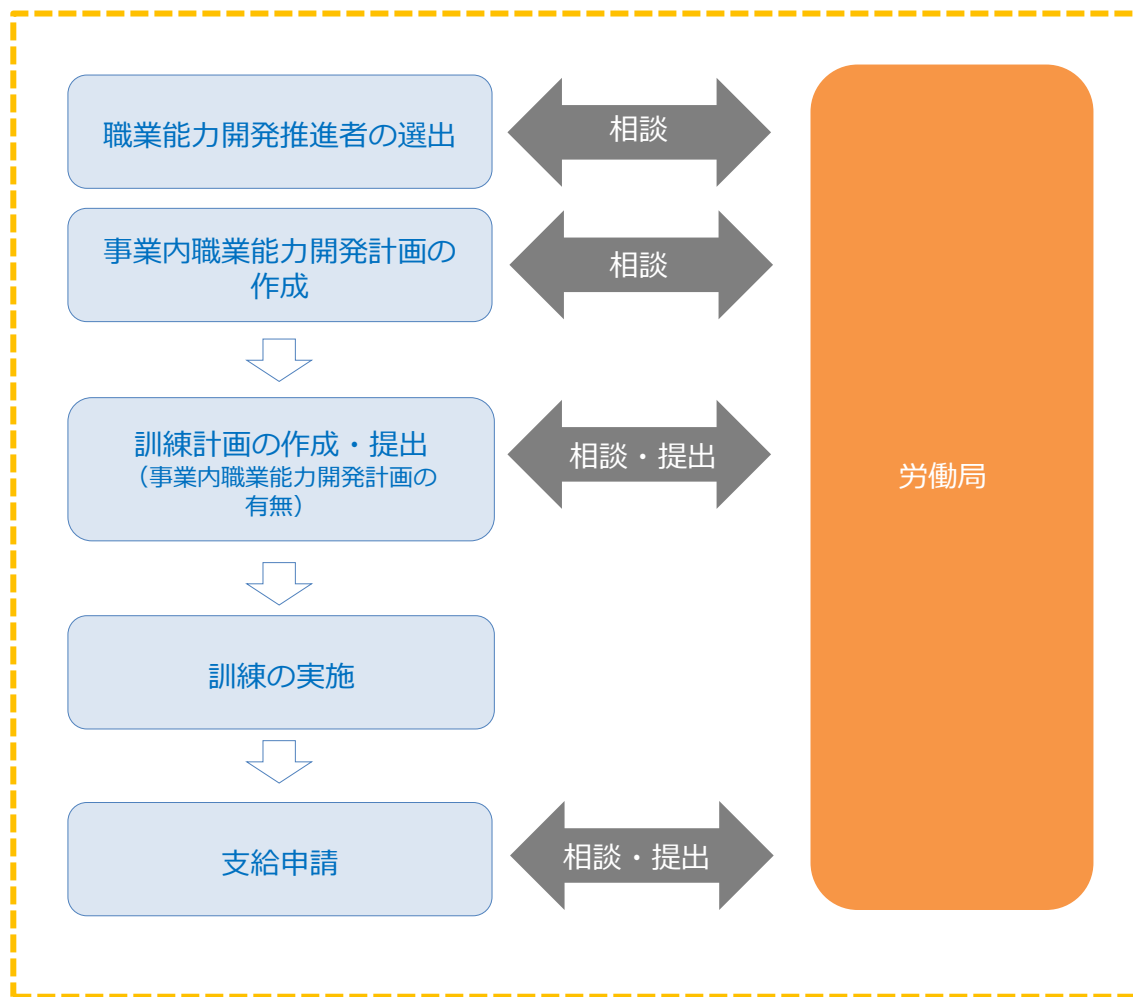 職業能力開発推進者の選出
相談
事業内職業能力開発計画の
作成
相談
訓練計画の作成・提出
（事業内職業能力開発計画の
有無）
相談・提出
労働局
訓練の実施
支給申請
相談・提出